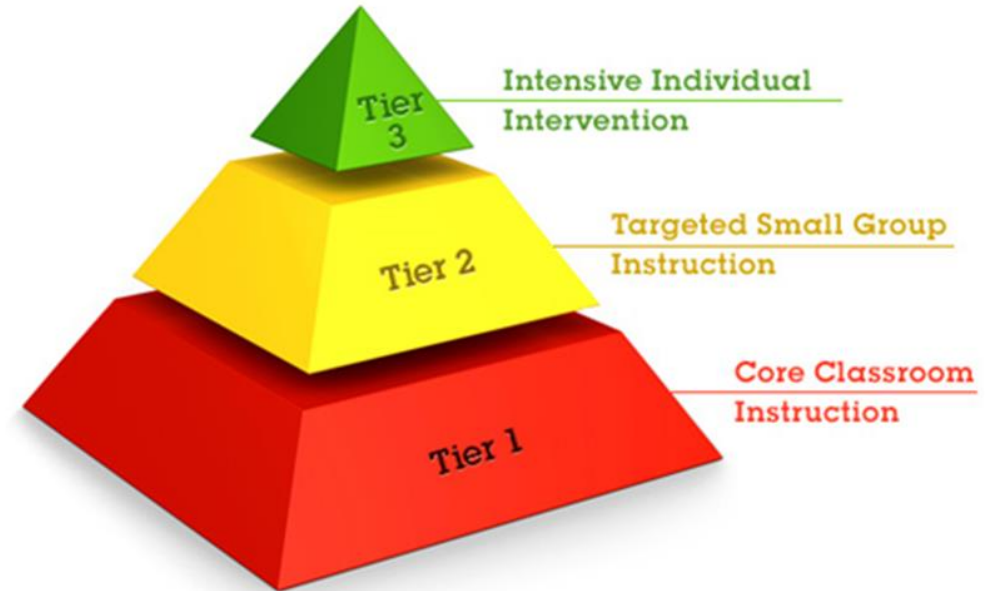 Tier
3
Intensive Individual
Intervention
Tier 2
Targeted Small Group
Instruction
Tier 1
Core Classroom
Instruction